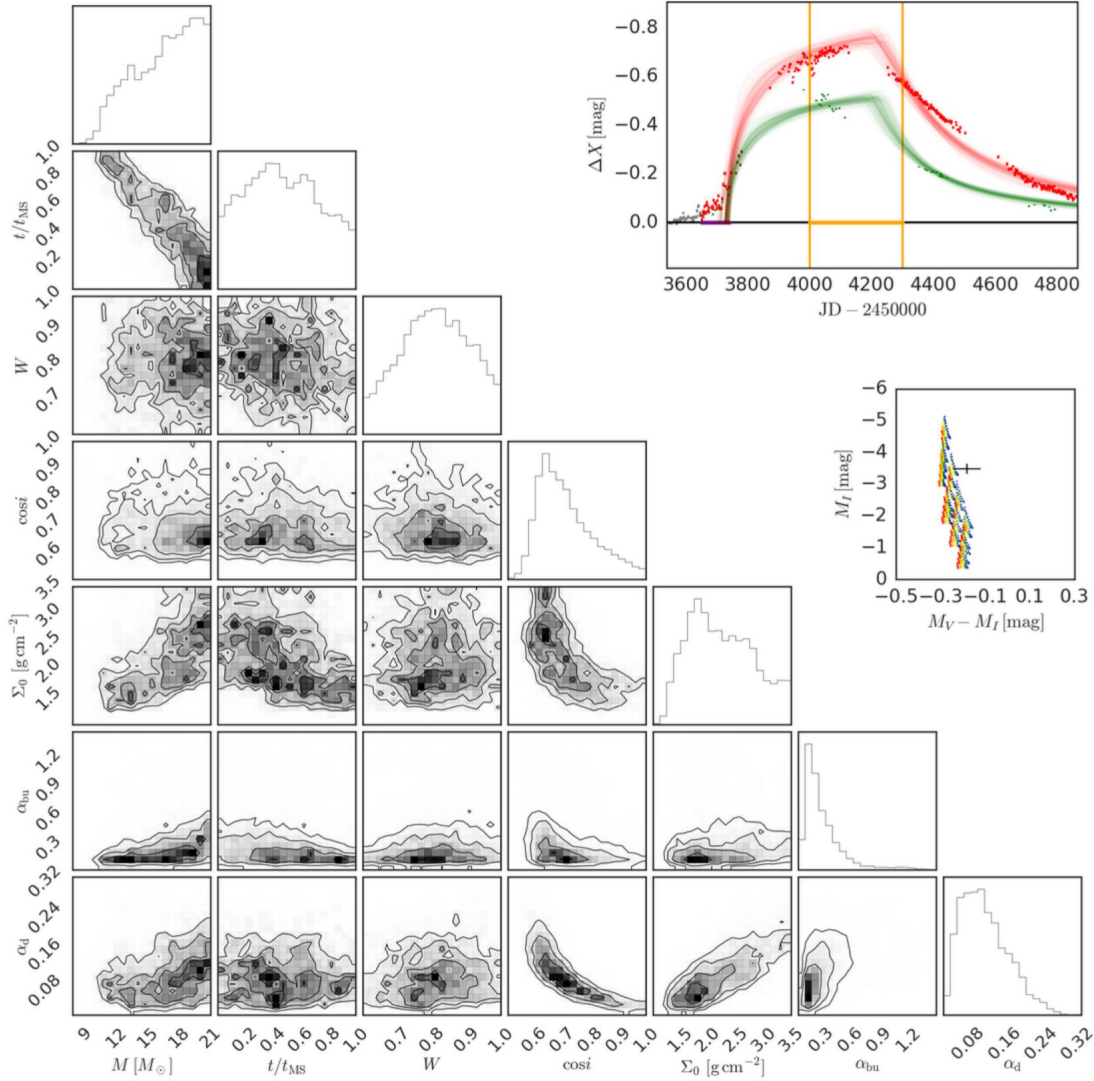 −0.8
−0.6
−0.4
−0.2
0.0
ΔX [mag]
3600 3800 4000 4200 4400 4600 4800
JD − 2450000
−6
−5
−4
−3
−2
−1
0
M_I [mag]
−0.5−0.3−0.1 0.1 0.3
M_V − M_I [mag]
1.0
0.8
0.6
0.4
0.2
t/t_MS
1.0
0.9
0.8
0.7
W
1.0
0.9
0.8
0.7
0.6
cosi
3.5
3.0
2.5
2.0
1.5
Σ₀ [g cm⁻²]
1.2
0.9
0.6
0.3
α_bu
0.32
0.24
0.16
0.08
α_d
9 12 15 18 21 0.2 0.4 0.6 0.8 1.0 0.7 0.8 0.9 1.0 0.6 0.7 0.8 0.9 1.0 1.5 2.0 2.5 3.0 3.5 0.3 0.6 0.9 1.2 0.08 0.16 0.24 0.32
M [M_⊙] t/t_MS W cosi Σ₀ [g cm⁻²] α_bu α_d